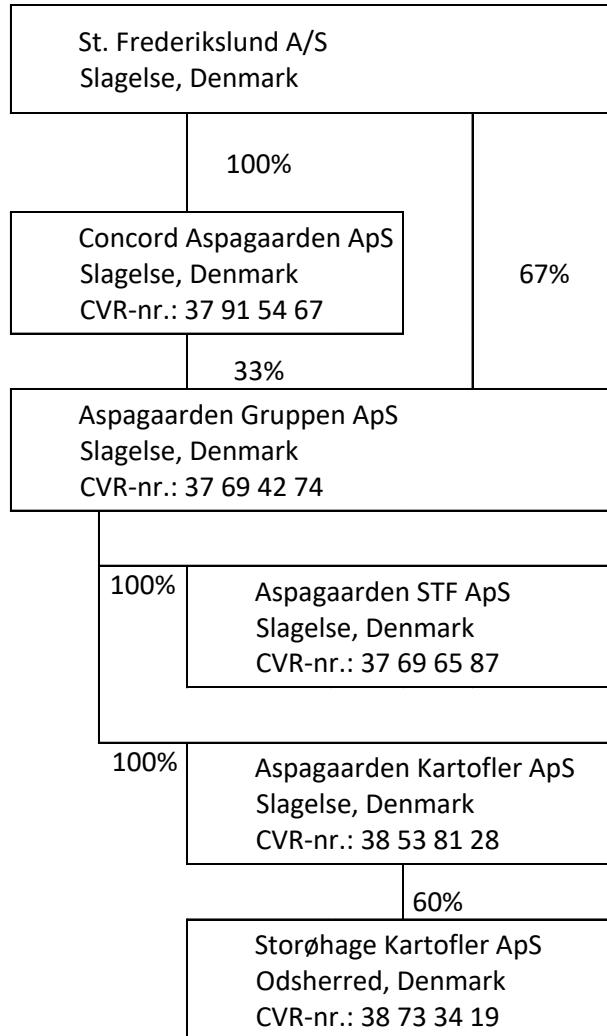 St. Frederikslund A/S
Slagelse, Denmark
100%
Concord Aspagaarden ApS
Slagelse, Denmark
CVR-nr.: 37 91 54 67
67%
33%
Aspagaarden Gruppen ApS
Slagelse, Denmark
CVR-nr.: 37 69 42 74
100%
Aspagaarden STF ApS
Slagelse, Denmark
CVR-nr.: 37 69 65 87
100%
Aspagaarden Kartofler ApS
Slagelse, Denmark
CVR-nr.: 38 53 81 28
60%
Storøhage Kartofler ApS
Odsherred, Denmark
CVR-nr.: 38 73 34 19